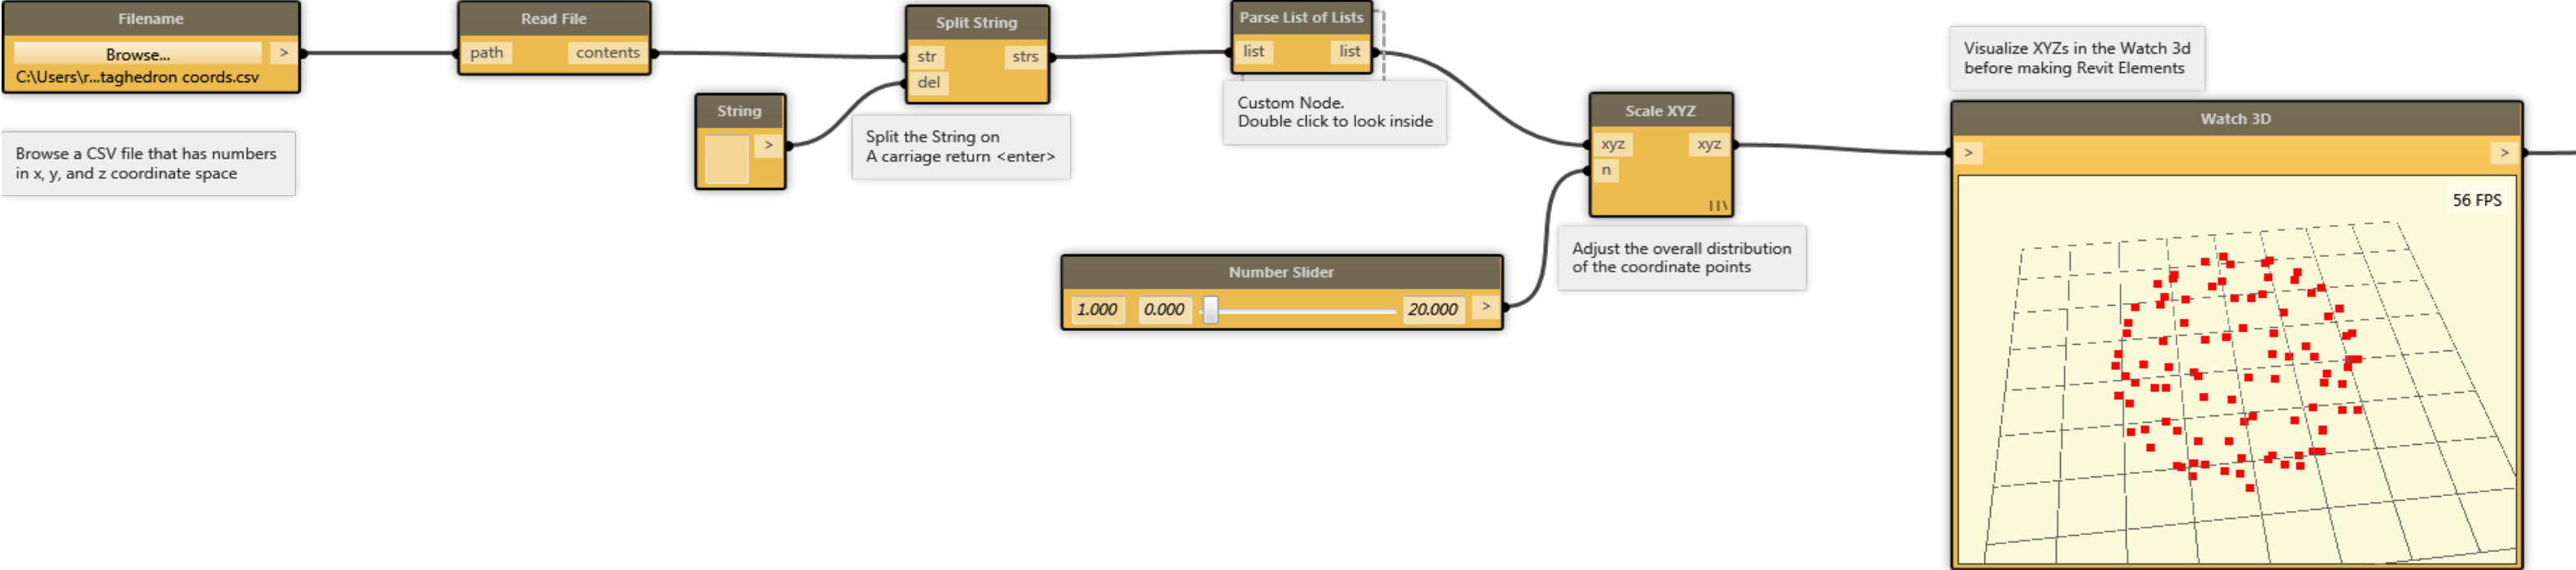 Filename
Browse...
>
C:\Users\r...taghedron coords.csv
Browse a CSV file that has numbers
in x, y, and z coordinate space
Read File
path
contents
String
>
Split String
str
strs
del
Split the String on
A carriage return <enter>
Parse List of Lists
list
list
Custom Node.
Double click to look inside
Number Slider
1.000
0.000
20.000
>
Scale XYZ
xyz
xyz
n
Adjust the overall distribution
of the coordinate points
Visualize XYZs in the Watch 3d
before making Revit Elements
Watch 3D
>
>
56 FPS